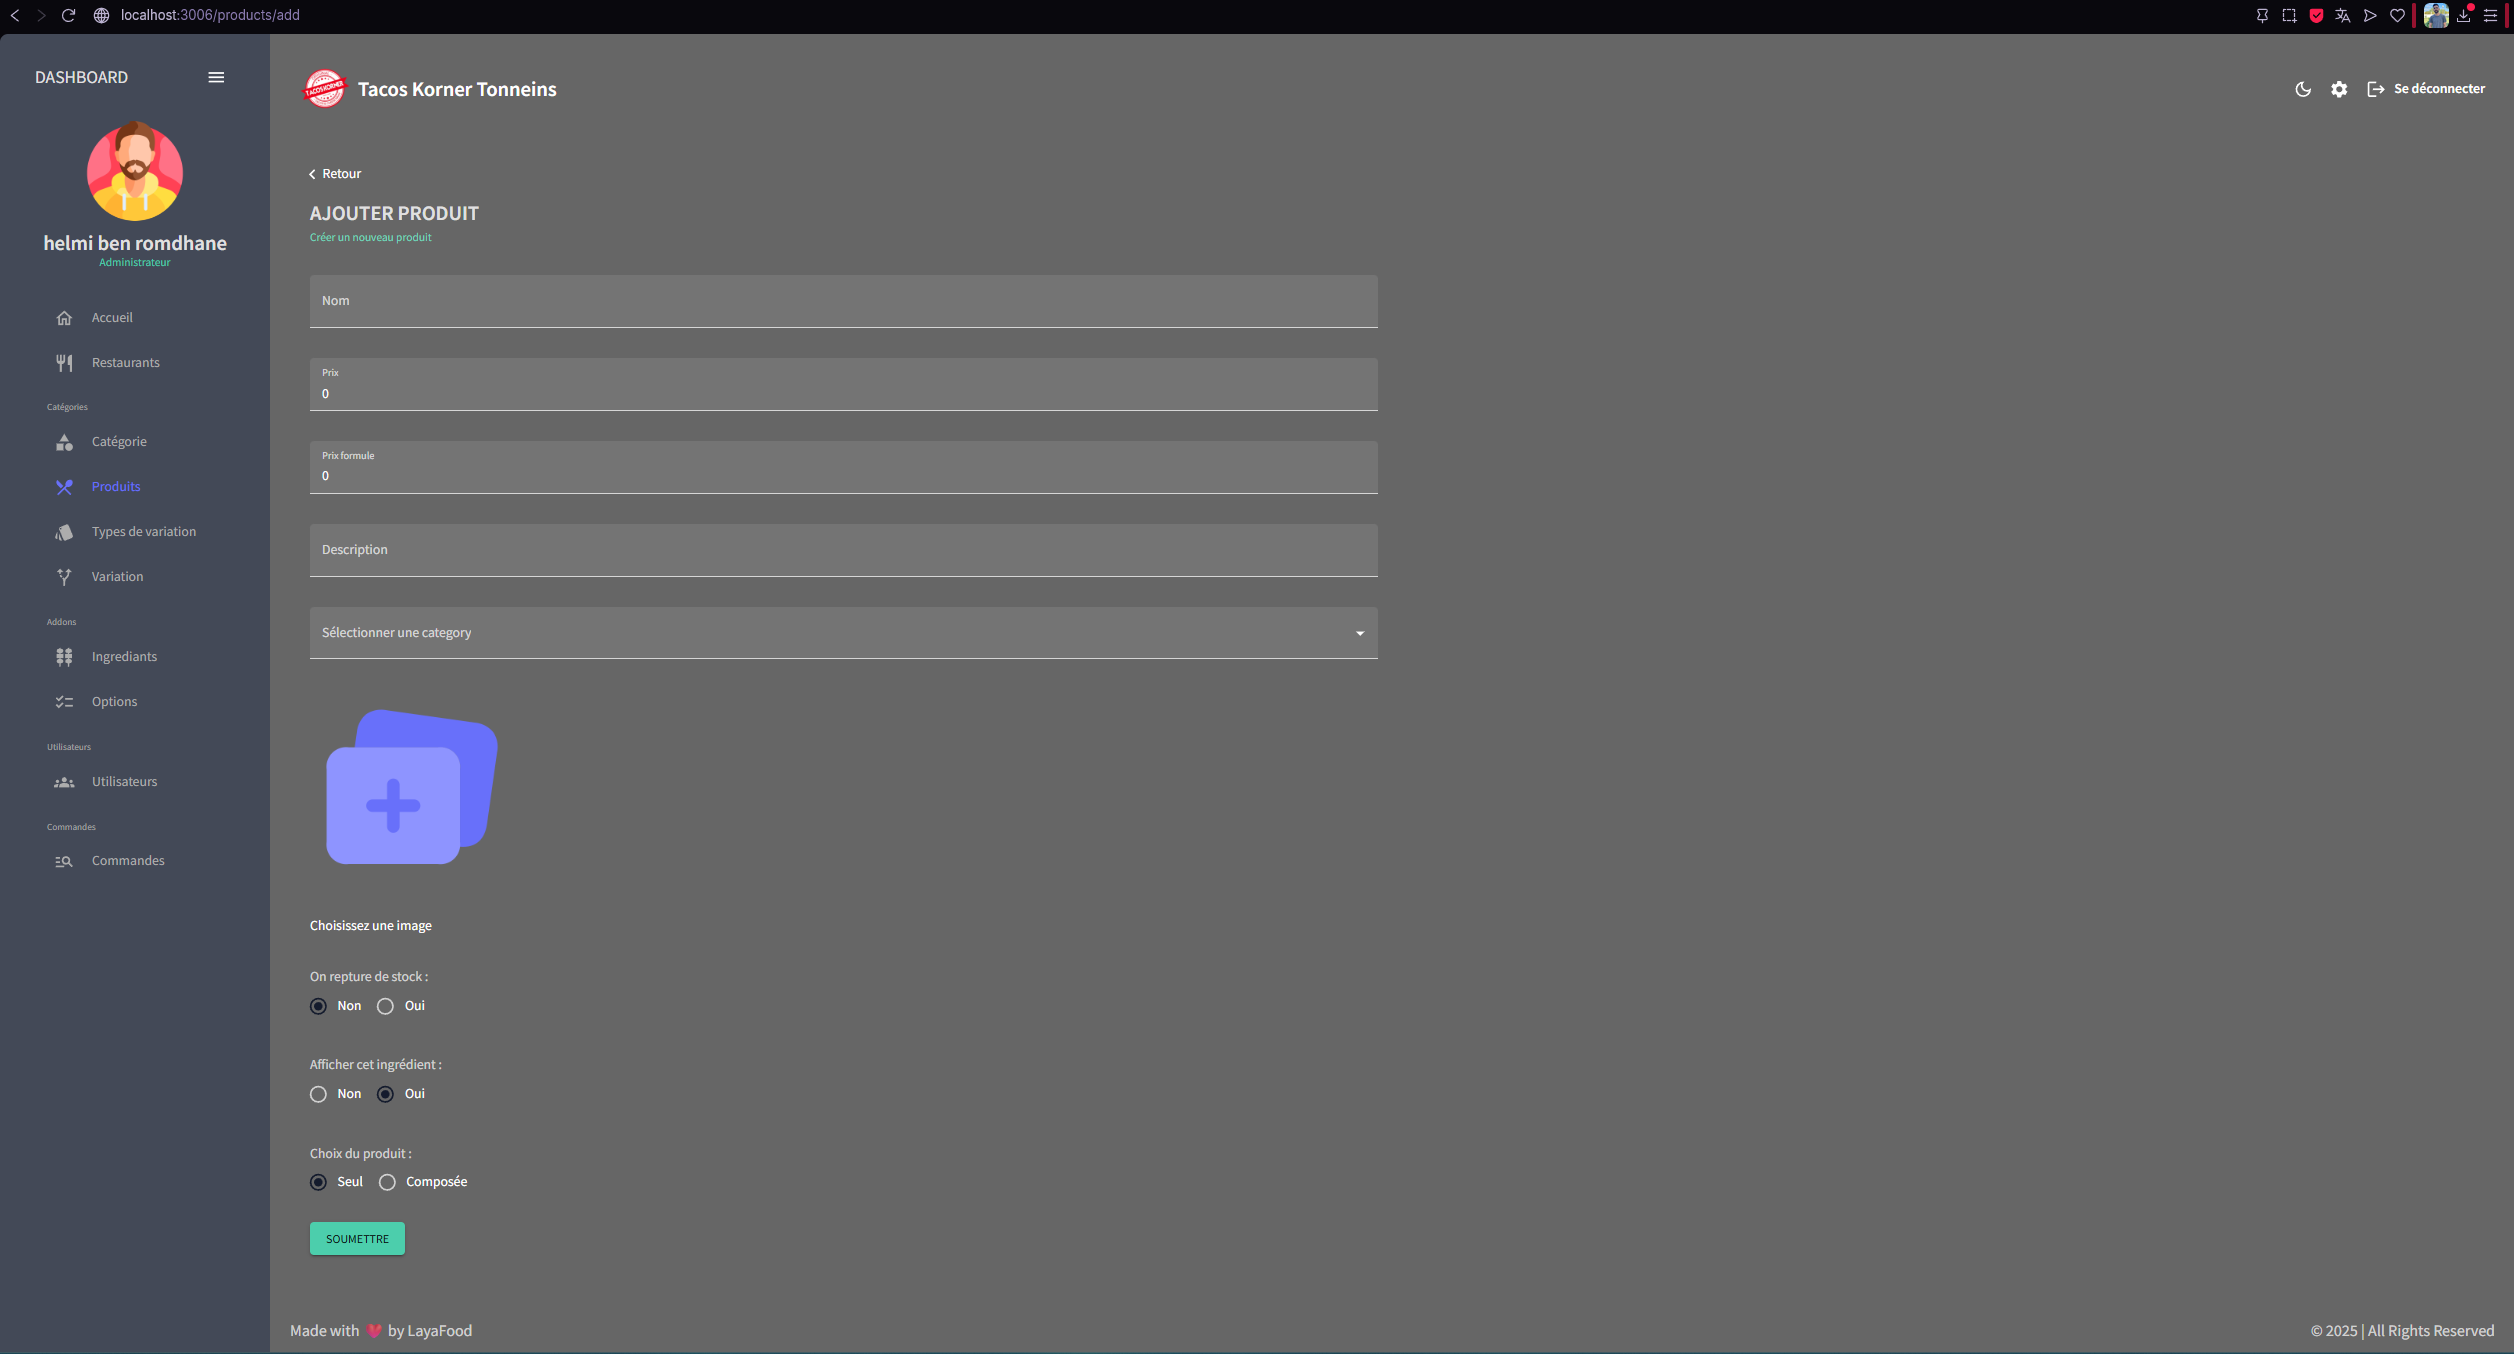 localhost:3006/products/add
DASHBOARD
helmi ben romdhane
Administrateur
Accueil
Restaurants
Catégories
Catégorie
Produits
Types de variation
Variation
Addons
Ingrediants
Options
Utilisateurs
Utilisateurs
Commandes
Commandes
TACOS KORNER
Tacos Korner Tonneins
Se déconnecter
Retour
AJOUTER PRODUIT
Créer un nouveau produit
Nom
Prix
0
Prix formule
0
Description
Sélectionner une category
Choisissez une image
On repture de stock :
Non Oui
Afficher cet ingrédient :
Non Oui
Choix du produit :
Seul Composée
SOUMETTRE
Made with 💗 by LayaFood
© 2025 | All Rights Reserved